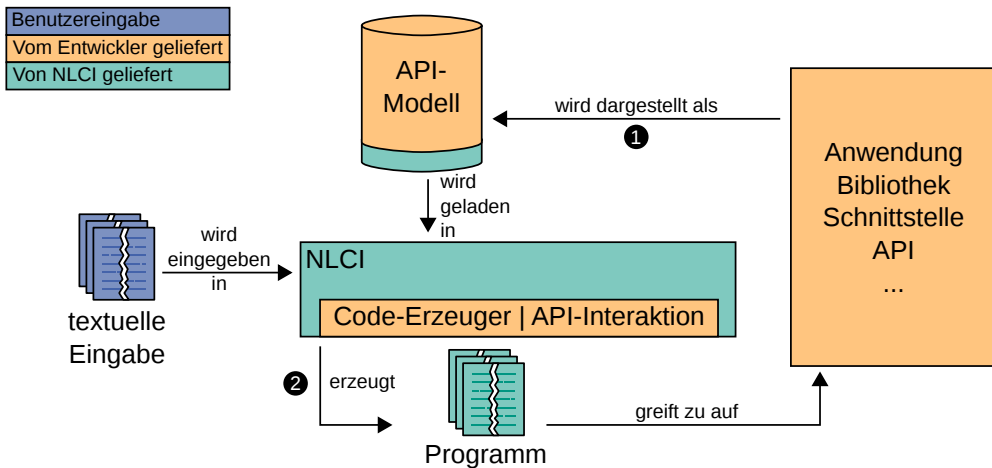 Benutzereingabe
Vom Entwickler geliefert
Von NLCI geliefert
API-
Modell
wird dargestellt als
1
Anwendung
Bibliothek
Schnittstelle
API
...
wird
geladen
in
wird
eingegeben
in
textuelle
Eingabe
NLCI
Code-Erzeuger | API-Interaktion
2
erzeugt
Programm
greift zu auf